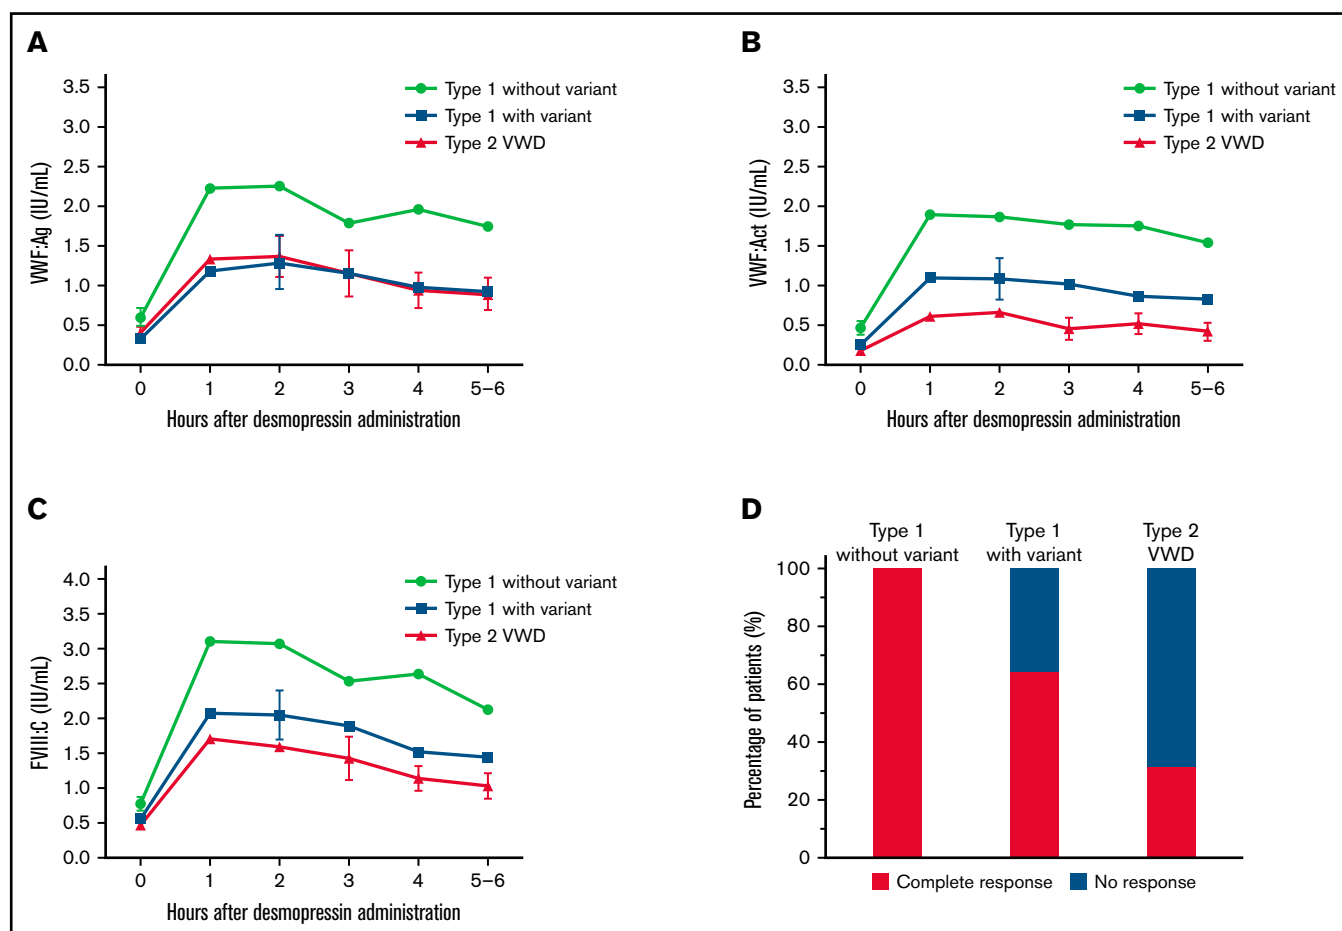 A
VWF:Ag (IU/mL)
3.5
3.0
2.5
2.0
1.5
1.0
0.5
0.0
Type 1 without variant
Type 1 with variant
Type 2 VWD
0 1 2 3 4 5–6
Hours after desmopressin administration
B
VWF:Act (IU/mL)
3.5
3.0
2.5
2.0
1.5
1.0
0.5
0.0
Type 1 without variant
Type 1 with variant
Type 2 VWD
0 1 2 3 4 5–6
Hours after desmopressin administration
C
FVIII:C (IU/mL)
4.0
3.5
3.0
2.5
2.0
1.5
1.0
0.5
0.0
Type 1 without variant
Type 1 with variant
Type 2 VWD
0 1 2 3 4 5–6
Hours after desmopressin administration
D
Type 1
without variant
Type 1
with variant
Type 2
VWD
Percentage of patients (%)
100
80
60
40
20
0
Complete response
No response